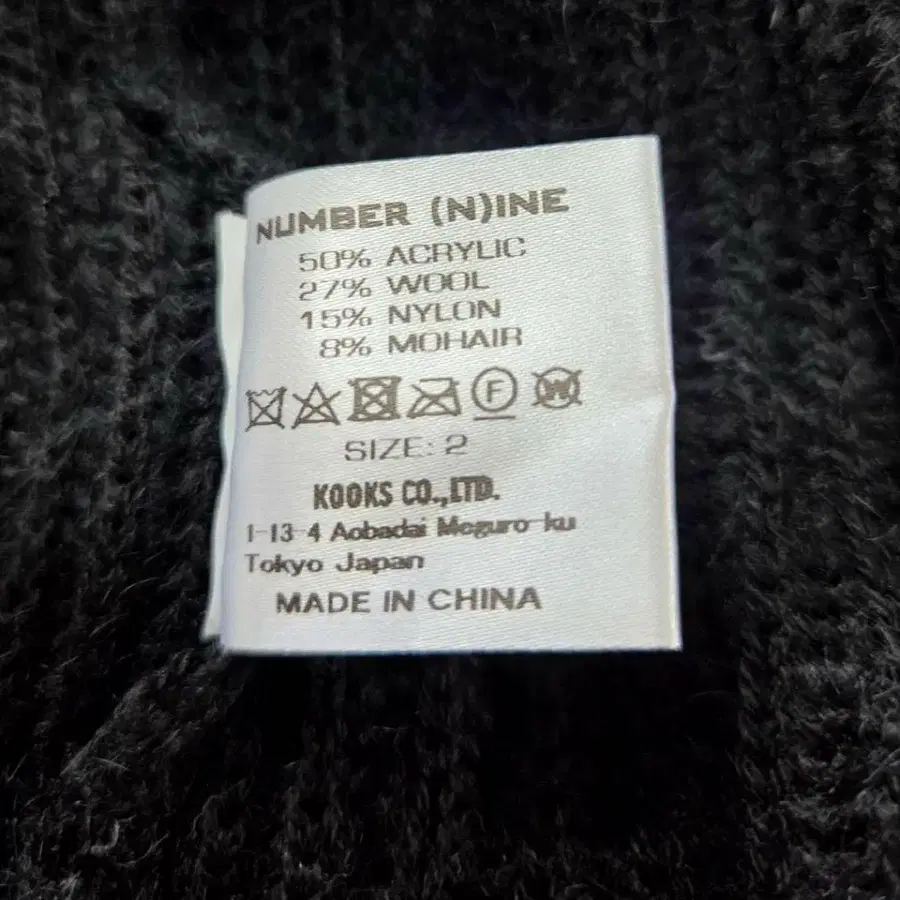 NUMBER (N)INE
50% ACRYLIC
27% WOOL
15% NYLON
8% MOHAIR
F W
SIZE: 2
KOOKS CO.,LTD.
1-13-4 Aobadai Meguro-ku
Tokyo Japan
MADE IN CHINA